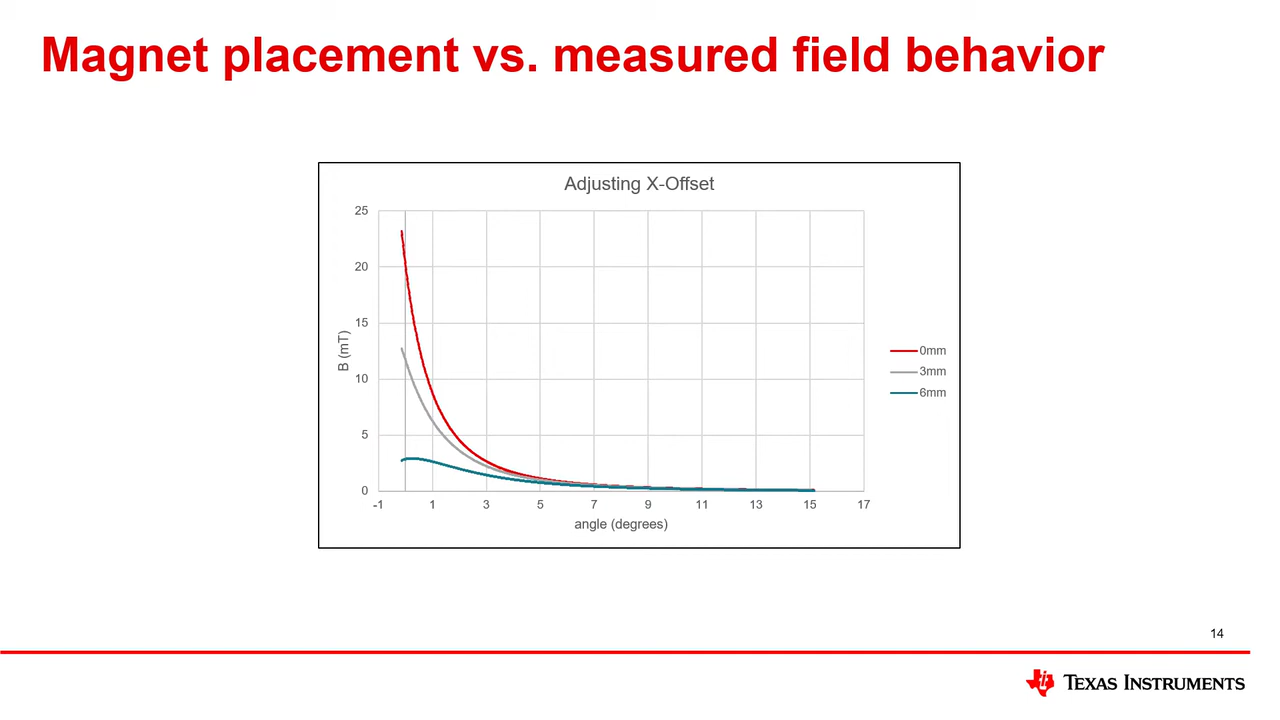 Magnet placement vs. measured field behavior
Adjusting X-Offset
25
20
15
10
5
0
B (mT)
-1 1 3 5 7 9 11 13 15 17
angle (degrees)
0mm
3mm
6mm
14
TEXAS INSTRUMENTS